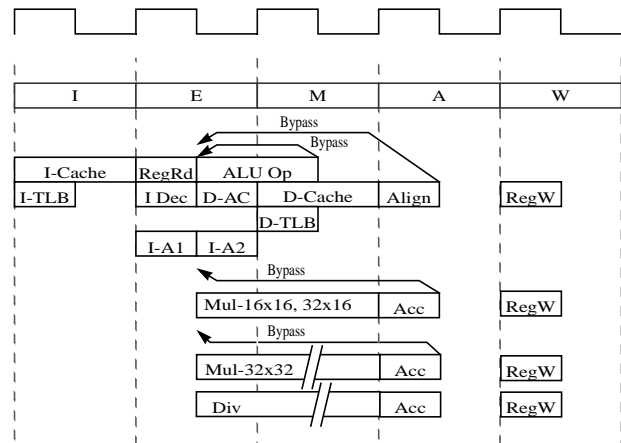 I E M A W
Bypass
Bypass
I-Cache RegRd ALU Op
I-TLB I Dec D-AC D-Cache Align RegW
D-TLB
I-A1 I-A2
Bypass
Mul-16x16, 32x16 Acc RegW
Bypass
Mul-32x32 Acc RegW
Div Acc RegW